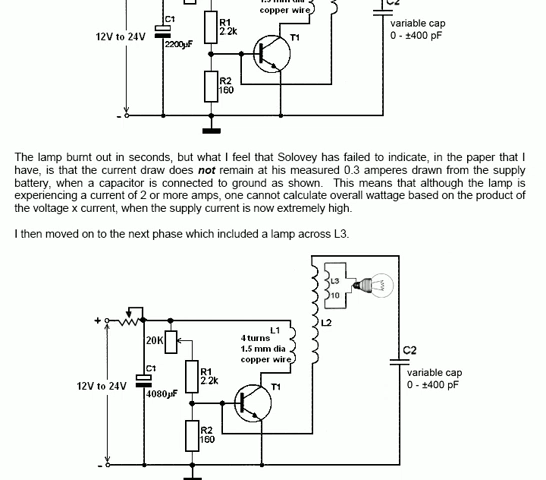 C2
1.5 mm dia
copper wire
C1
R1
2.2k
T1
variable cap
0 - ±400 pF
12V to 24V
2200µF
R2
160
-
The lamp burnt out in seconds, but what I feel that Solovey has failed to indicate, in the paper that I
have, is that the current draw does not remain at his measured 0.3 amperes drawn from the supply
battery, when a capacitor is connected to ground as shown. This means that although the lamp is
experiencing a current of 2 or more amps, one cannot calculate overall wattage based on the product of
the voltage x current, when the supply current is now extremely high.
I then moved on to the next phase which included a lamp across L3.
L3
10
+
L1
L2
20K
4 turns
1.5 mm dia
copper wire
C2
C1
R1
2.2k
T1
variable cap
0 - ±400 pF
12V to 24V
4080µF
R2
160
-